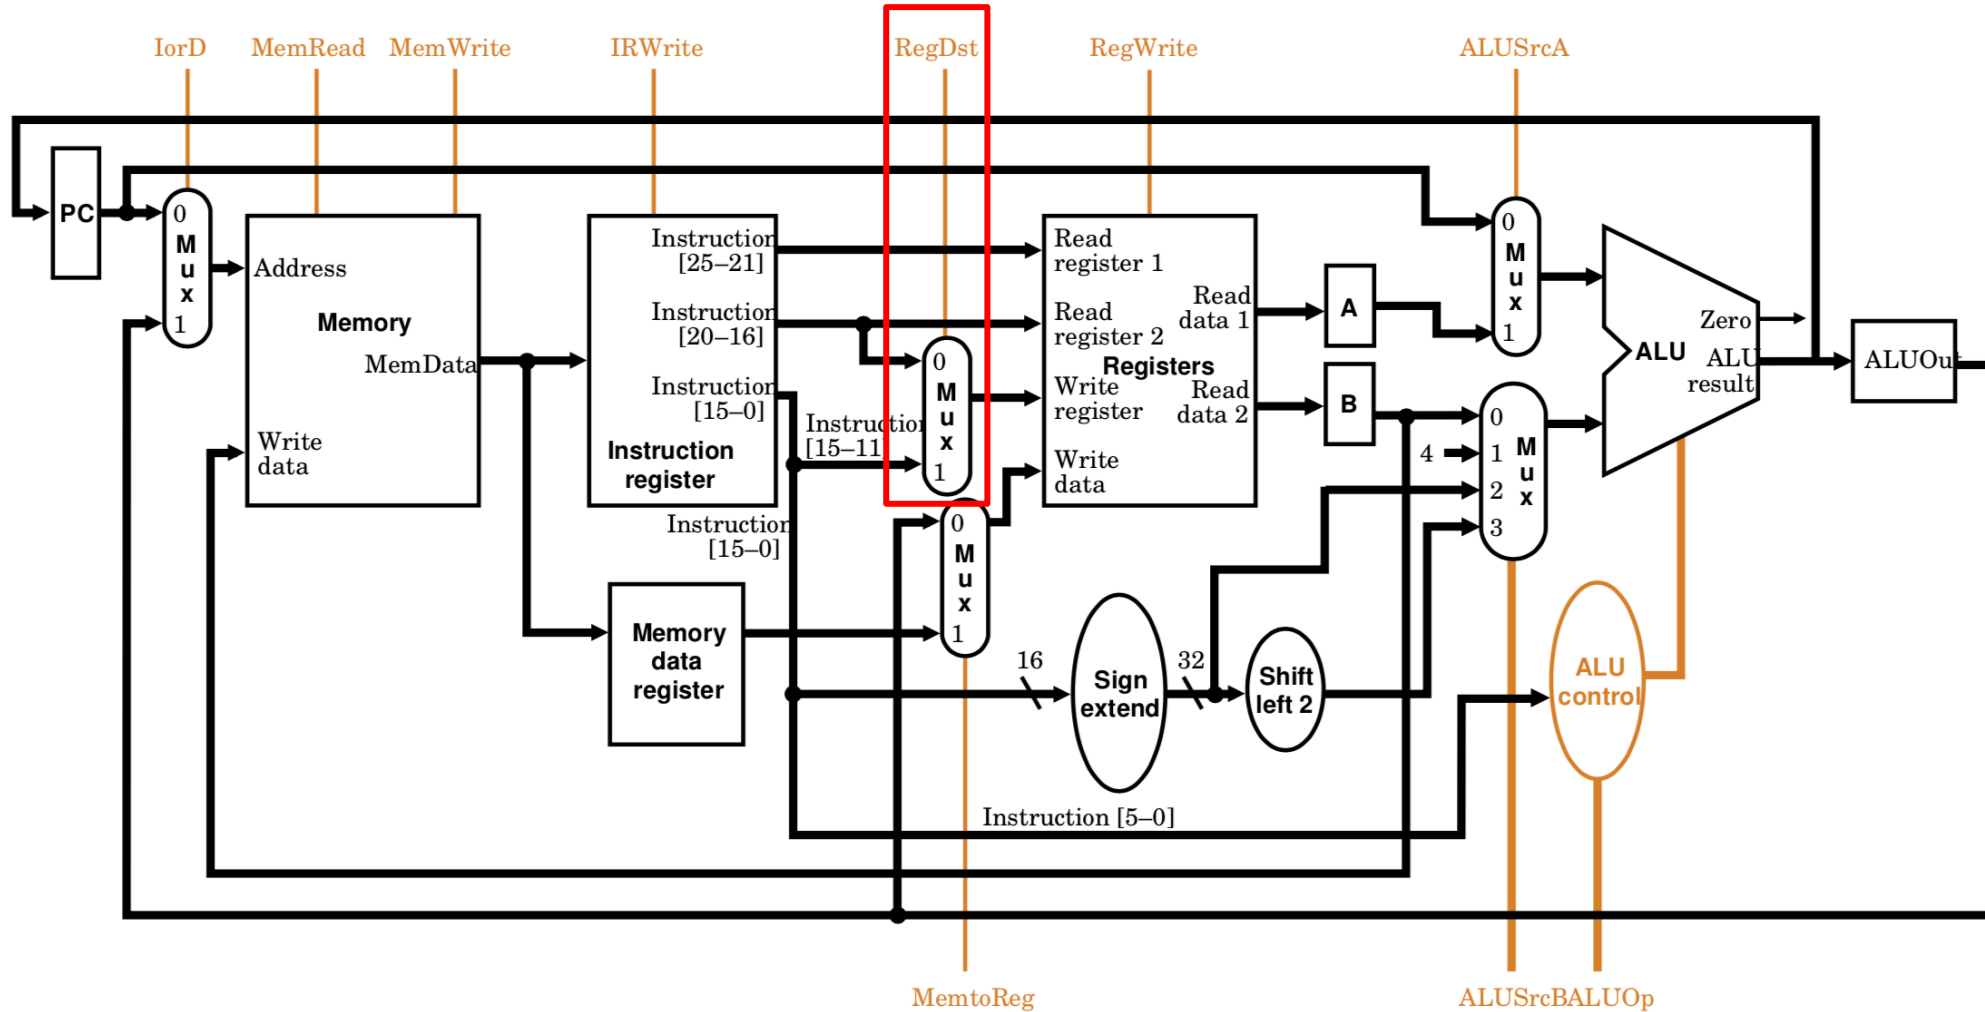 IorD
MemRead
MemWrite
IRWrite
RegDst
RegWrite
ALUSrcA
PC
0
M
u
x
1
Address
Memory
MemData
Write
data
Instruction
[25–21]
Instruction
[20–16]
Instruction
[15–0]
Instruction
register
Instruction
[15–11]
Instruction
[15–0]
0
M
u
x
1
0
M
u
x
1
Memory
data
register
Read
register 1
Read
register 2
Registers
Write
register
Write
data
Read
data 1
Read
data 2
A
B
0
M
u
x
1
4
0
1
2
3
M
u
x
Zero
ALU
ALU
result
ALUOut
16
Sign
extend
32
Shift
left 2
ALU
control
Instruction [5–0]
MemtoReg
ALUSrcB
ALUOp